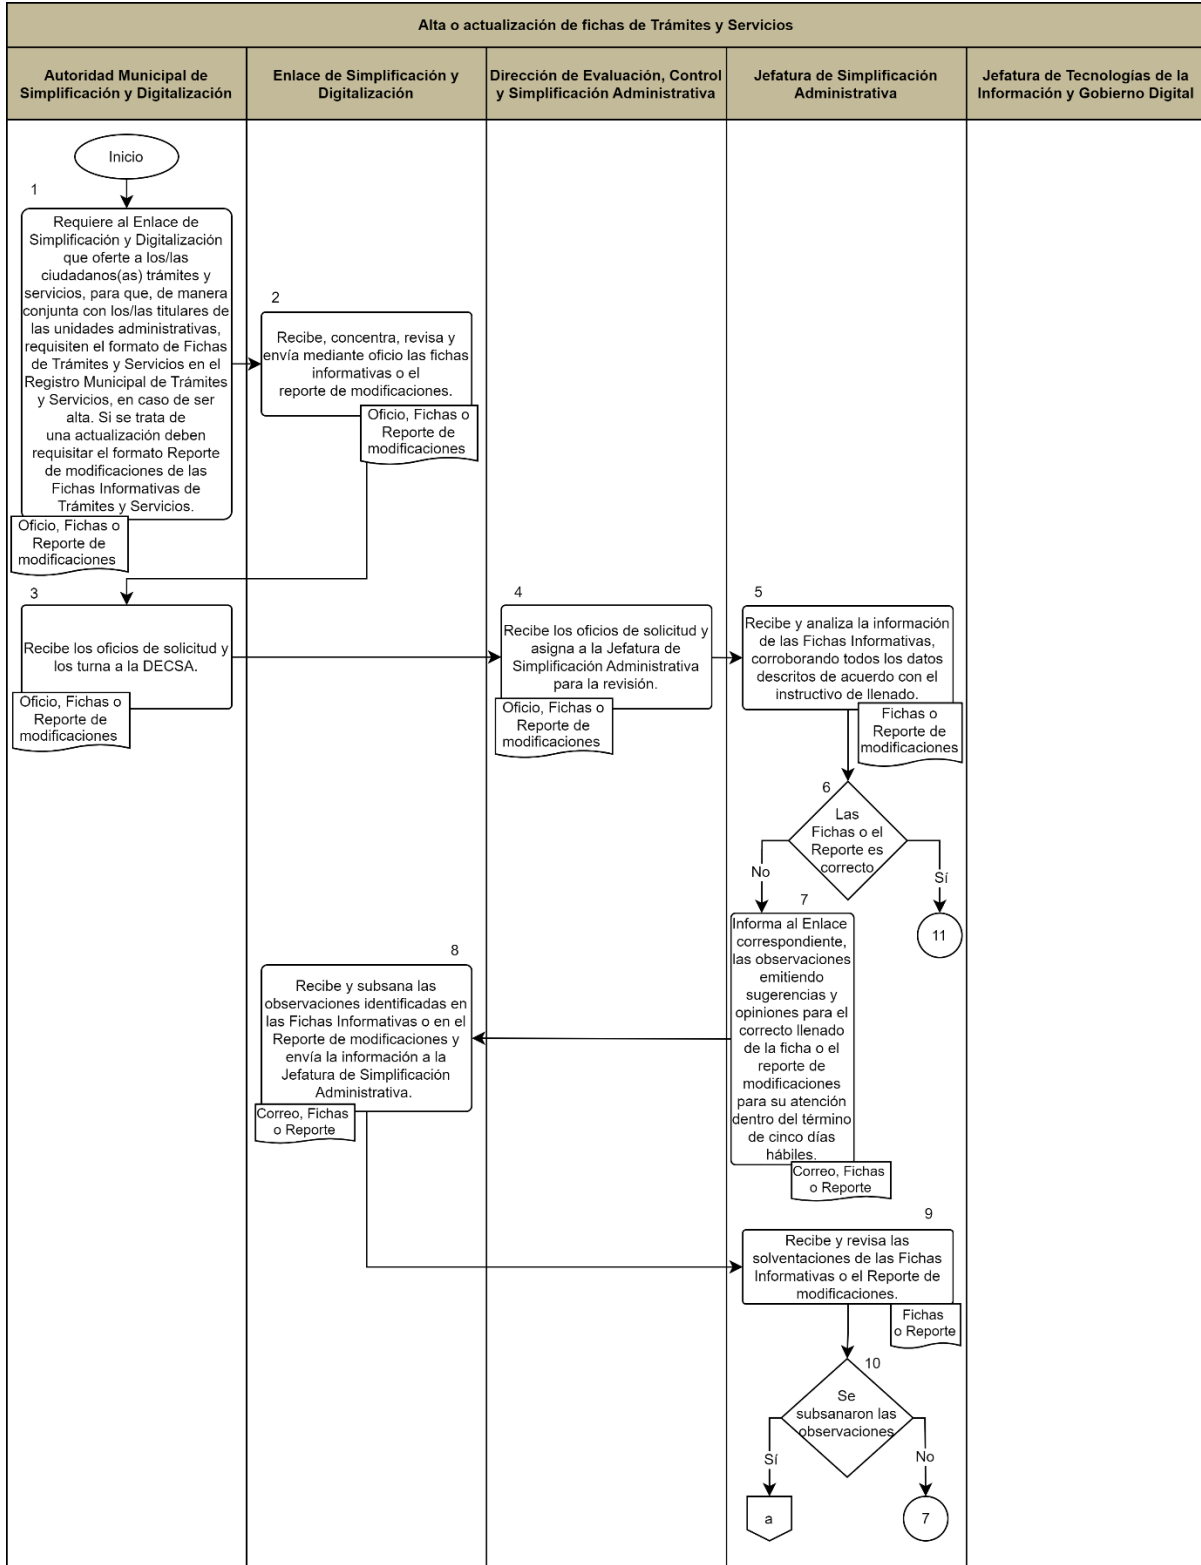 Alta o actualización de fichas de Trámites y Servicios
Autoridad Municipal de
Simplificación y Digitalización
Enlace de Simplificación y
Digitalización
Dirección de Evaluación, Control
y Simplificación Administrativa
Jefatura de Simplificación
Administrativa
Jefatura de Tecnologías de la
Información y Gobierno Digital
Inicio
1
Requiere al Enlace de
Simplificación y Digitalización
que oferte a los/las
ciudadanos(as) trámites y
servicios, para que, de manera
conjunta con los/las titulares de
las unidades administrativas,
requisiten el formato de Fichas
de Trámites y Servicios en el
Registro Municipal de Trámites
y Servicios, en caso de ser
alta. Si se trata de
una actualización deben
requisitar el formato Reporte
de modificaciones de las
Fichas Informativas de
Trámites y Servicios.
Oficio, Fichas o
Reporte de
modificaciones
2
Recibe, concentra, revisa y
envía mediante oficio las fichas
informativas o el
reporte de modificaciones.
Oficio, Fichas o
Reporte de
modificaciones
3
Recibe los oficios de solicitud y
los turna a la DECSA.
Oficio, Fichas o
Reporte de
modificaciones
4
Recibe los oficios de solicitud y
asigna a la Jefatura de
Simplificación Administrativa
para la revisión.
Oficio, Fichas o
Reporte de
modificaciones
5
Recibe y analiza la información
de las Fichas Informativas,
corroborando todos los datos
descritos de acuerdo con el
instructivo de llenado.
Fichas o
Reporte de
modificaciones
6
Las
Fichas o el
Reporte es
correcto
No
Sí
11
7
Informa al Enlace
correspondiente,
las observaciones
emitiendo
sugerencias y
opiniones para el
correcto llenado
de la ficha o el
reporte de
modificaciones
para su atención
dentro del término
de cinco días
hábiles.
Correo, Fichas
o Reporte
8
Recibe y subsana las
observaciones identificadas en
las Fichas Informativas o en el
Reporte de modificaciones y
envía la información a la
Jefatura de Simplificación
Administrativa.
Correo, Fichas
o Reporte
9
Recibe y revisa las
solventaciones de las Fichas
Informativas o el Reporte de
modificaciones.
Fichas
o Reporte
10
Se
subsanaron las
observaciones
Sí
No
a
7